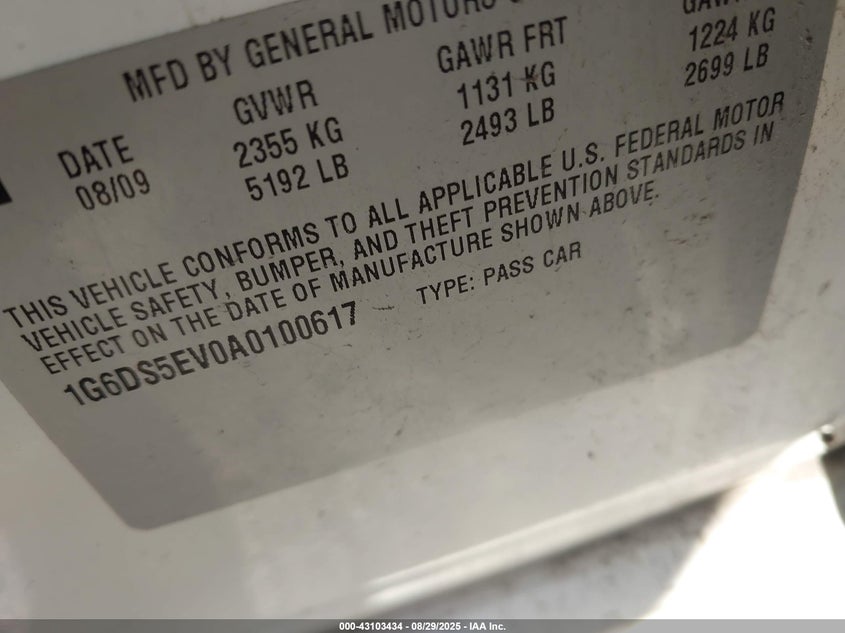 MFD BY GENERAL MOTORS
DATE GVWR GAWR FRT
08/09 2355 KG 1131 KG 1224 KG
5192 LB 2493 LB 2699 LB
THIS VEHICLE CONFORMS TO ALL APPLICABLE U.S. FEDERAL MOTOR
VEHICLE SAFETY, BUMPER, AND THEFT PREVENTION STANDARDS IN
EFFECT ON THE DATE OF MANUFACTURE SHOWN ABOVE.
1G6DS5EV0A0100617 TYPE: PASS CAR
000-43103434 - 08/29/2025 - IAA Inc.